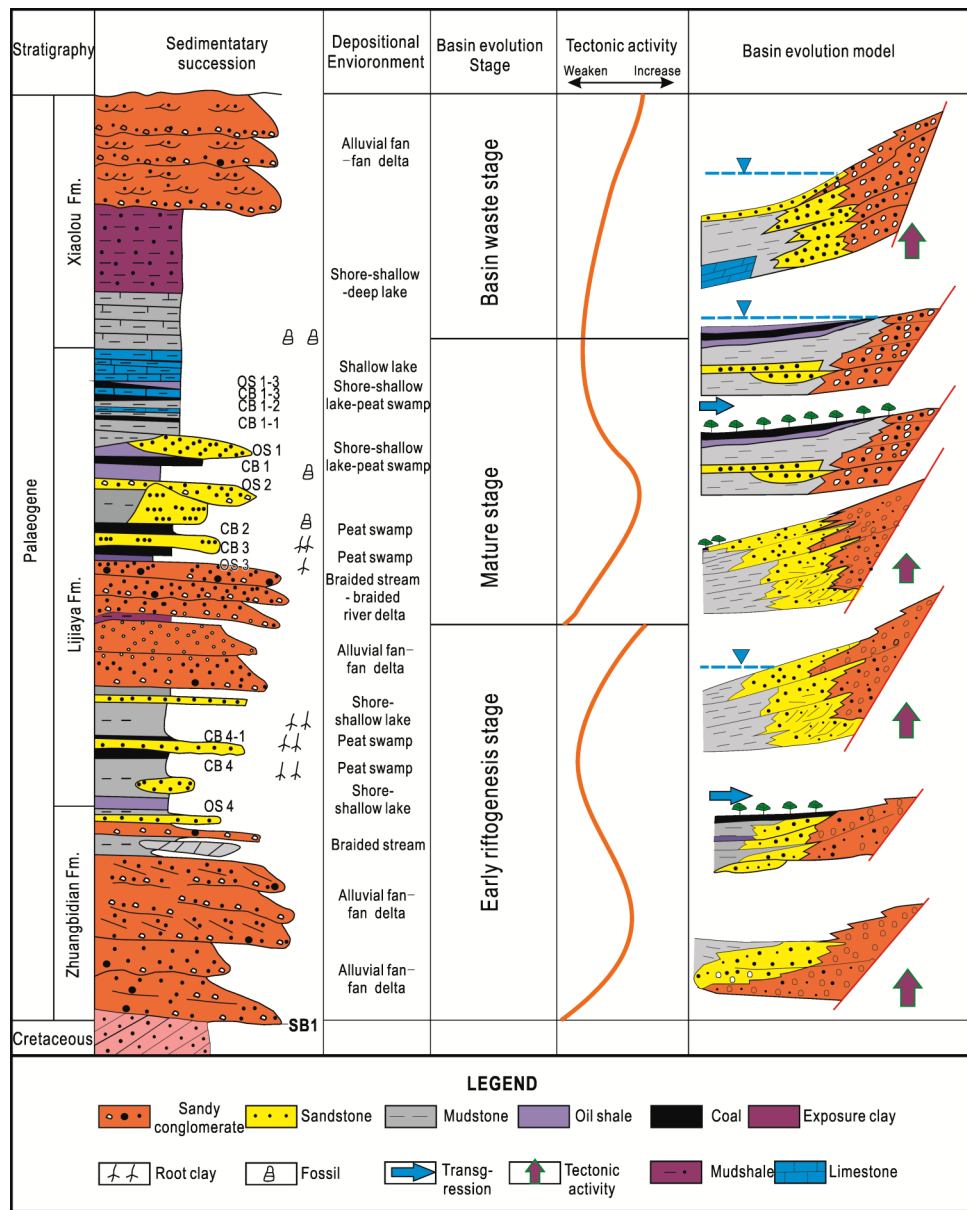 Stratigraphy
Sedimentatary
succession
Depositional
Envioronment
Basin evolution
Stage
Tectonic activity
Weaken
Increase
Basin evolution model
Palaeogene
Xiaolou Fm.
Lijiaya Fm.
Zhuangbidian Fm.
Cretaceous
OS 1-3
CB 1-3
CB 1-2
CB 1-1
OS 1
CB 1
OS 2
CB 2
CB 3
OS-3
CB 4-1
CB 4
OS 4
SB1
Alluvial fan
–fan delta
Shore-shallow
-deep lake
Shallow lake
Shore-shallow
lake-peat swamp
Shore-shallow
lake-peat swamp
Peat swamp
Peat swamp
Braided stream
- braided
river delta
Alluvial fan–
fan delta
Shore-
shallow lake
Peat swamp
Peat swamp
Shore-
shallow lake
Braided stream
Alluvial fan–
fan delta
Alluvial fan–
fan delta
Basin waste stage
Mature stage
Early riftogenesis stage
LEGEND
Sandy
conglomerate
Sandstone
Mudstone
Oil shale
Coal
Exposure clay
Root clay
Fossil
Transg-
ression
Tectonic
activity
Mudshale
Limestone